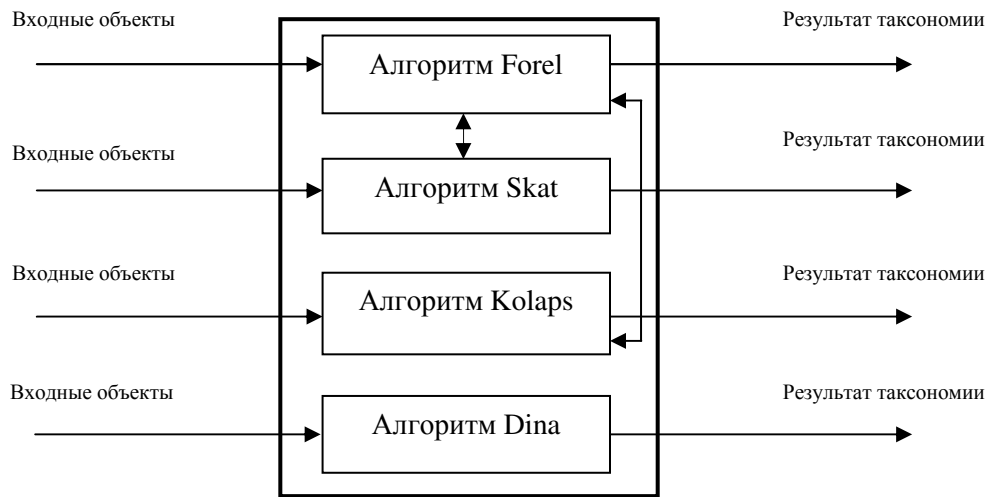 Входные объекты
Результат таксономии
Алгоритм Forel
Входные объекты
Результат таксономии
Алгоритм Skat
Входные объекты
Результат таксономии
Алгоритм Kolaps
Входные объекты
Результат таксономии
Алгоритм Dina